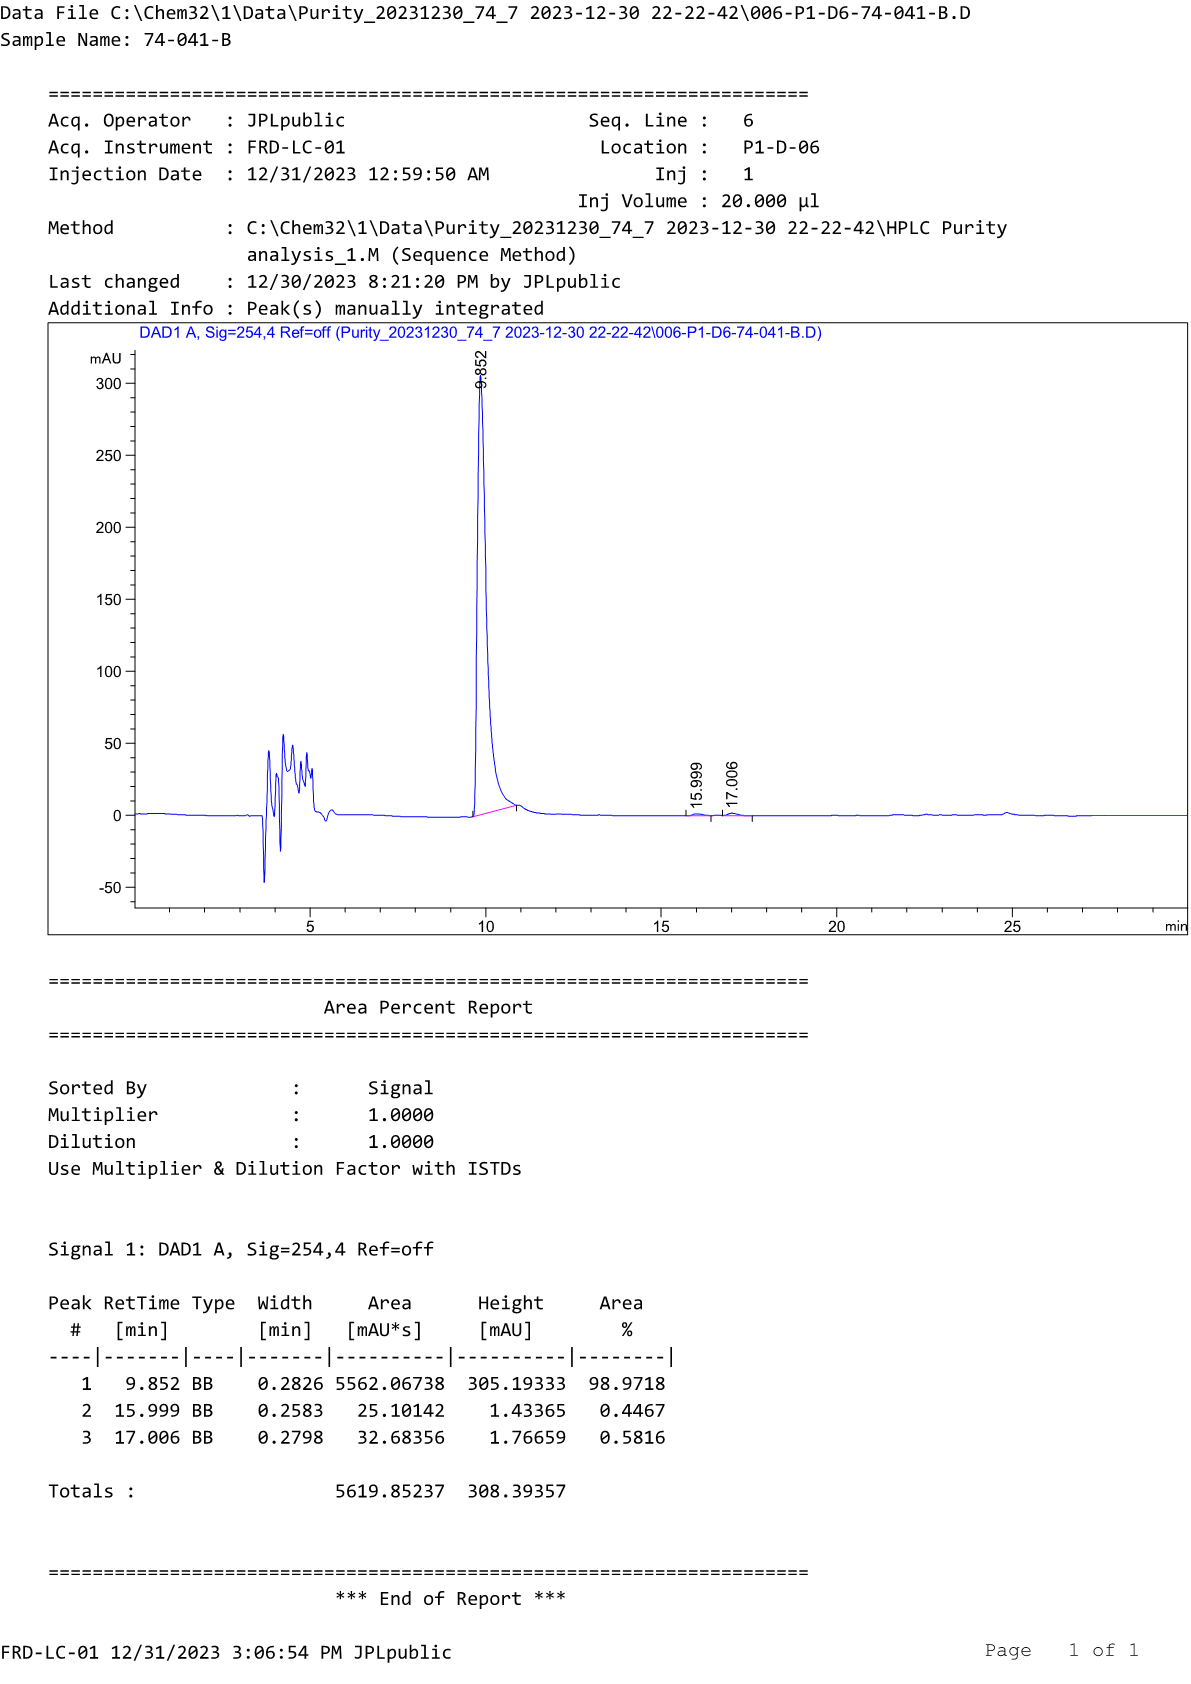 Data File C:\Chem32\1\Data\Purity_20231230_74_7 2023-12-30 22-22-42\006-P1-D6-74-041-B.D
Sample Name: 74-041-B
=====================================================================
Acq. Operator   : JPLpublic                      Seq. Line :   6
Acq. Instrument : FRD-LC-01                       Location :   P1-D-06
Injection Date  : 12/31/2023 12:59:50 AM               Inj :   1
Inj Volume : 20.000 µl
Method          : C:\Chem32\1\Data\Purity_20231230_74_7 2023-12-30 22-22-42\HPLC Purity
analysis_1.M (Sequence Method)
Last changed    : 12/30/2023 8:21:20 PM by JPLpublic
Additional Info : Peak(s) manually integrated
DAD1 A, Sig=254,4 Ref=off (Purity_20231230_74_7 2023-12-30 22-22-42\006-P1-D6-74-041-B.D)
mAU
300
250
200
150
100
50
0
-50
9.852
15.999
17.006
5 10 15 20 25 min
=====================================================================
Area Percent Report
=====================================================================
Sorted By             :      Signal
Multiplier            :      1.0000
Dilution              :      1.0000
Use Multiplier & Dilution Factor with ISTDs
Signal 1: DAD1 A, Sig=254,4 Ref=off
Peak RetTime Type  Width     Area      Height     Area
#   [min]        [min]   [mAU*s]     [mAU]        %
----|-------|----|-------|----------|----------|--------|
1   9.852 BB    0.2826 5562.06738  305.19333  98.9718
2  15.999 BB    0.2583   25.10142    1.43365   0.4467
3  17.006 BB    0.2798   32.68356    1.76659   0.5816
Totals :                  5619.85237  308.39357
=====================================================================
*** End of Report ***
FRD-LC-01 12/31/2023 3:06:54 PM JPLpublic Page   1 of 1